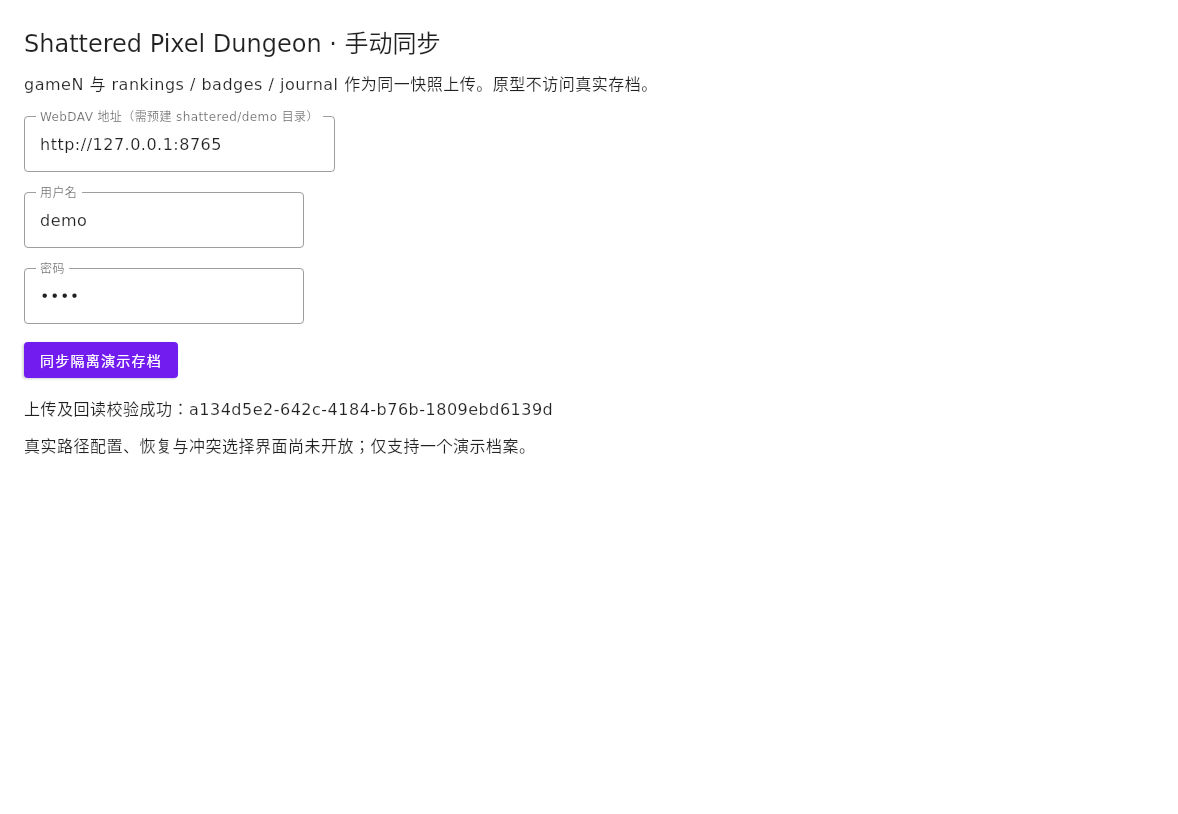 Shattered Pixel Dungeon · 手动同步
gameN 与 rankings / badges / journal 作为同一快照上传。原型不访问真实存档。
WebDAV 地址（需预建 shattered/demo 目录）
http://127.0.0.1:8765
用户名
demo
密码
••••
同步隔离演示存档
上传及回读校验成功：a134d5e2-642c-4184-b76b-1809ebd6139d
真实路径配置、恢复与冲突选择界面尚未开放；仅支持一个演示档案。